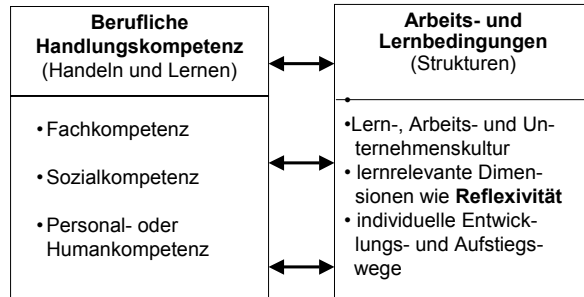 Berufliche
Handlungskompetenz
(Handeln und Lernen)
• Fachkompetenz
• Sozialkompetenz
• Personal- oder
Humankompetenz
Arbeits- und
Lernbedingungen
(Strukturen)
•
•Lern-, Arbeits- und Un-
ternehmenskultur
• lernrelevante Dimen-
sionen wie Reflexivität
• individuelle Entwick-
lungs- und Aufstiegs-
wege